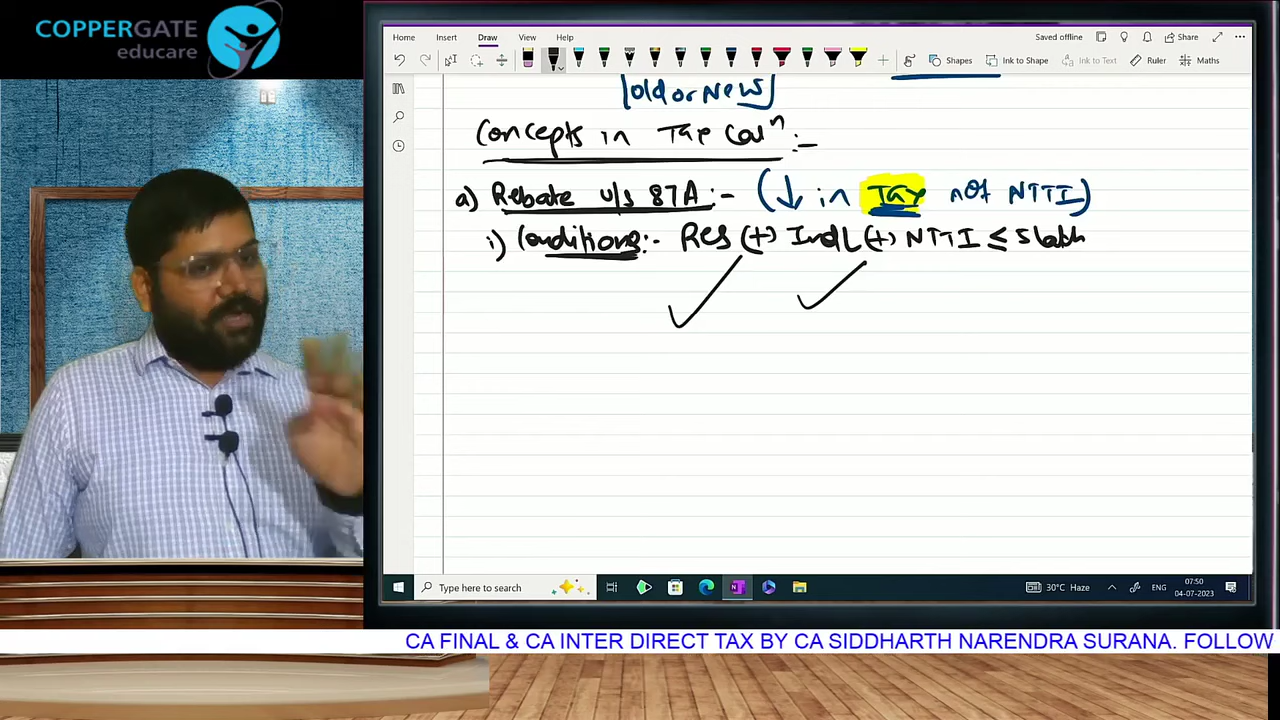 COPPERGATE
educare
Home Insert Draw View Help
Saved offline Share
Shapes Ink to Shape Ink to Text Ruler Maths
[old or New]
Concepts in Tax Calⁿ :-
a) Rebate u/s 87A :- (↓ in Tax not NTTI)
i) Conditions :- Res (+) Indl (+) NTTI ≤ 5 lakh
Type here to search
30°C Haze ENG 07:50
04-07-2023
CA FINAL & CA INTER DIRECT TAX BY CA SIDDHARTH NARENDRA SURANA. FOLLOW